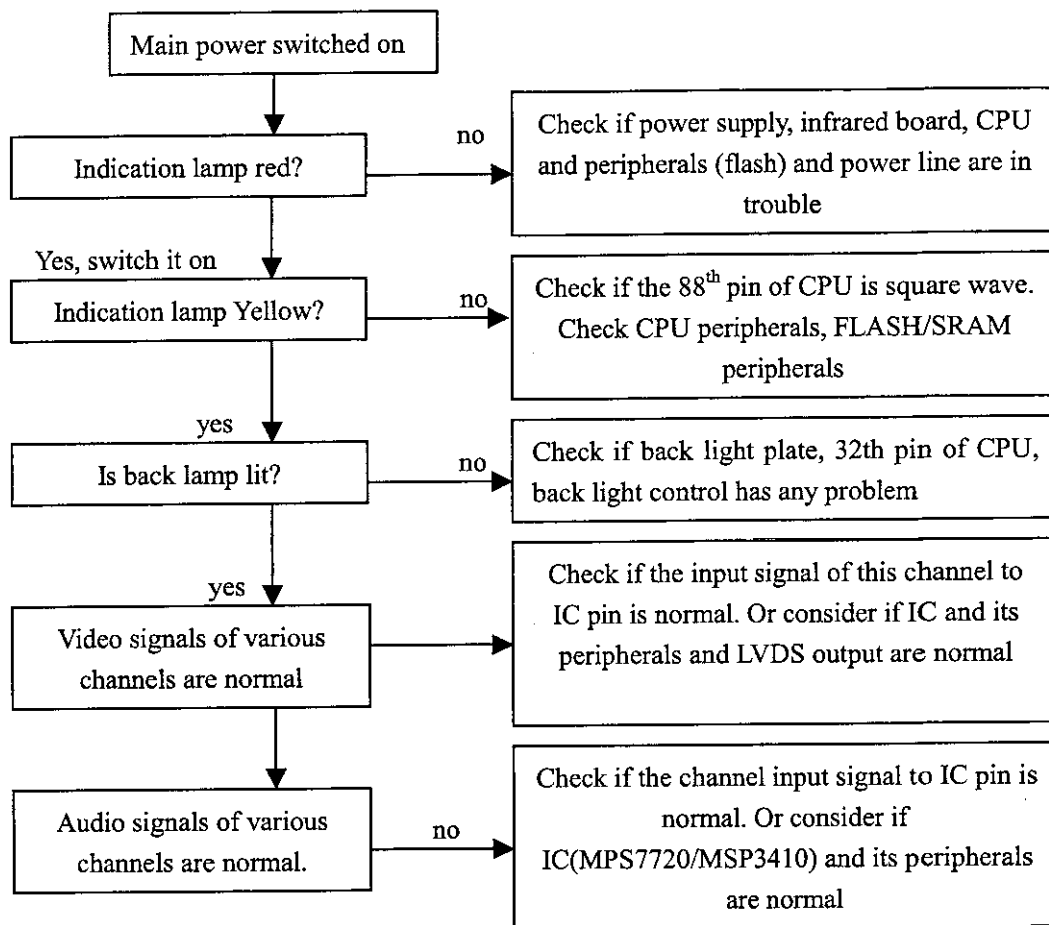 Main power switched on
Indication lamp red?
no
Check if power supply, infrared board, CPU
and peripherals (flash) and power line are in
trouble
Yes, switch it on
Indication lamp Yellow?
no
Check if the 88th pin of CPU is square wave.
Check CPU peripherals, FLASH/SRAM
peripherals
yes
Is back lamp lit?
no
Check if back light plate, 32th pin of CPU,
back light control has any problem
yes
Video signals of various
channels are normal
Check if the input signal of this channel to
IC pin is normal. Or consider if IC and its
peripherals and LVDS output are normal
Audio signals of various
channels are normal.
no
Check if the channel input signal to IC pin is
normal. Or consider if
IC(MPS7720/MSP3410) and its peripherals
are normal